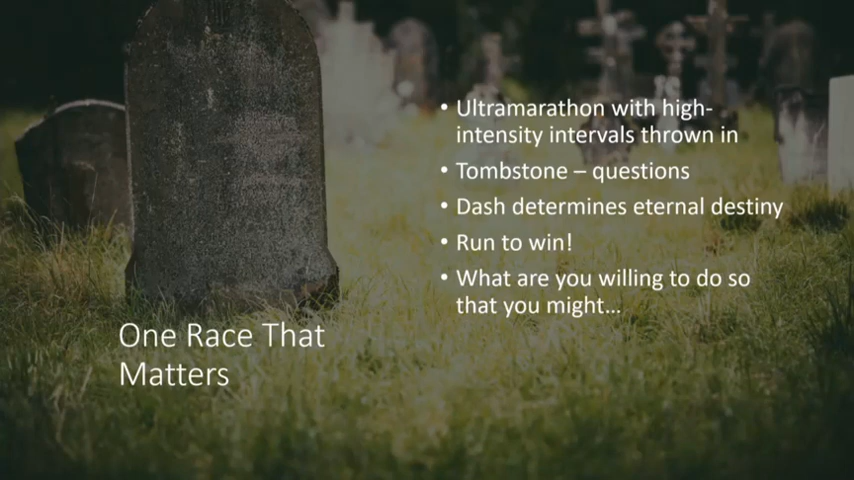 One Race That
Matters
• Ultramarathon with high-
intensity intervals thrown in
• Tombstone – questions
• Dash determines eternal destiny
• Run to win!
• What are you willing to do so
that you might...